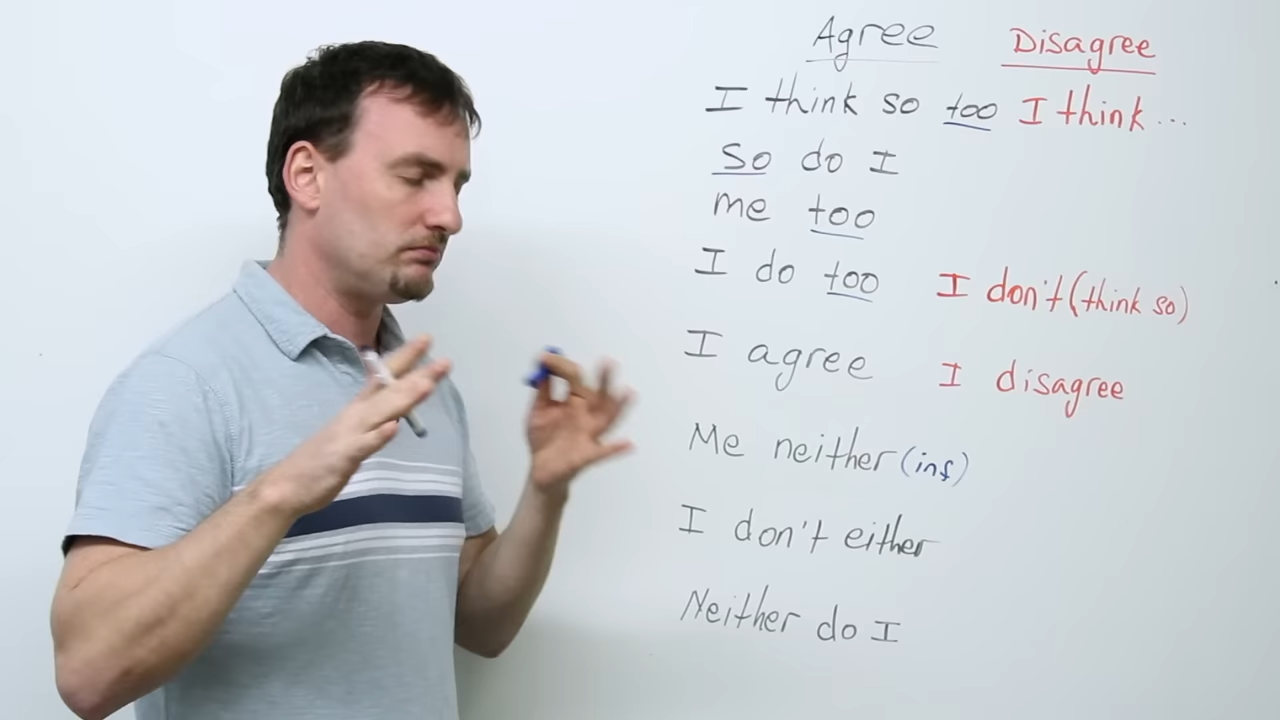 Agree Disagree
I think so too I think...
so do I
me too
I do too I don't (think so)
I agree I disagree
Me neither (inf)
I don't either
Neither do I